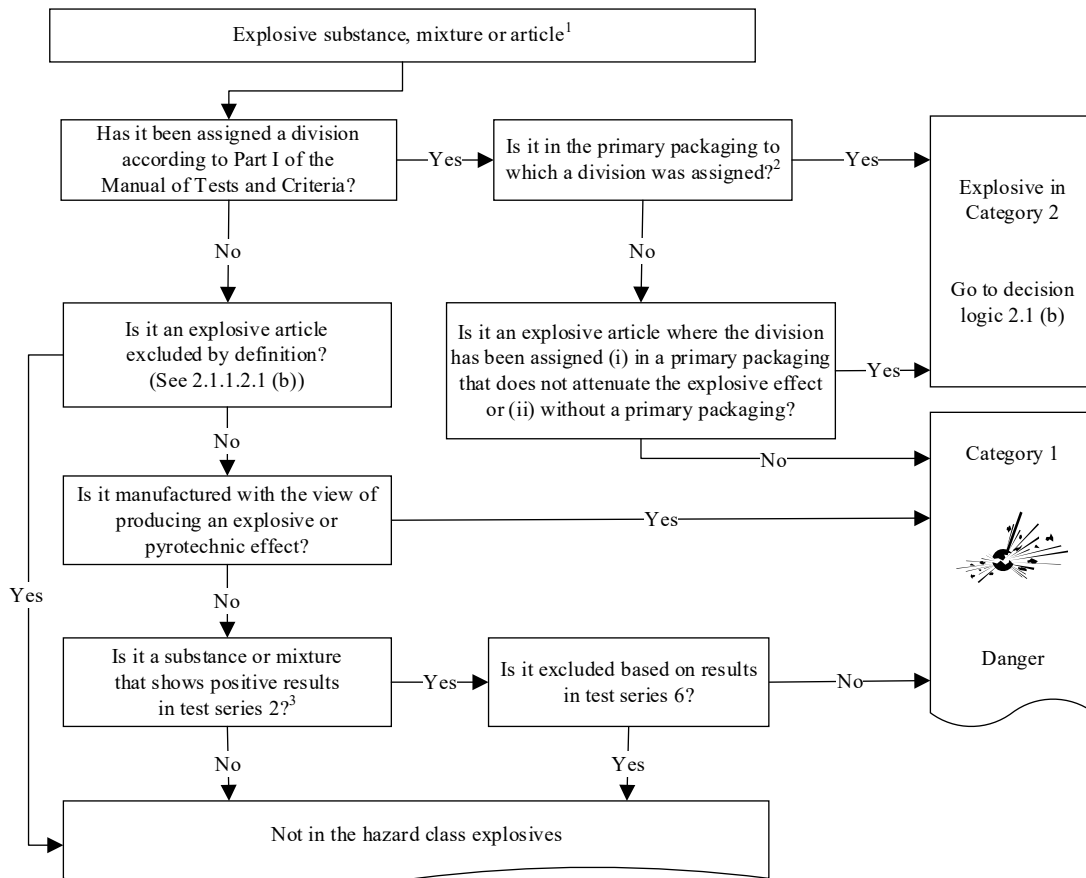 Explosive substance, mixture or article1
Has it been assigned a division
according to Part I of the
Manual of Tests and Criteria?
Yes
Is it in the primary packaging to
which a division was assigned?2
Yes
Explosive in
Category 2
Go to decision
logic 2.1 (b)
No
No
Is it an explosive article
excluded by definition?
(See 2.1.1.2.1 (b))
Is it an explosive article where the division
has been assigned (i) in a primary packaging
that does not attenuate the explosive effect
or (ii) without a primary packaging?
Yes
No
No
Category 1
Is it manufactured with the view of
producing an explosive or
pyrotechnic effect?
Yes
Yes
No
Is it a substance or mixture
that shows positive results
in test series 2?3
Yes
Is it excluded based on results
in test series 6?
No
Danger
No
Yes
Not in the hazard class explosives